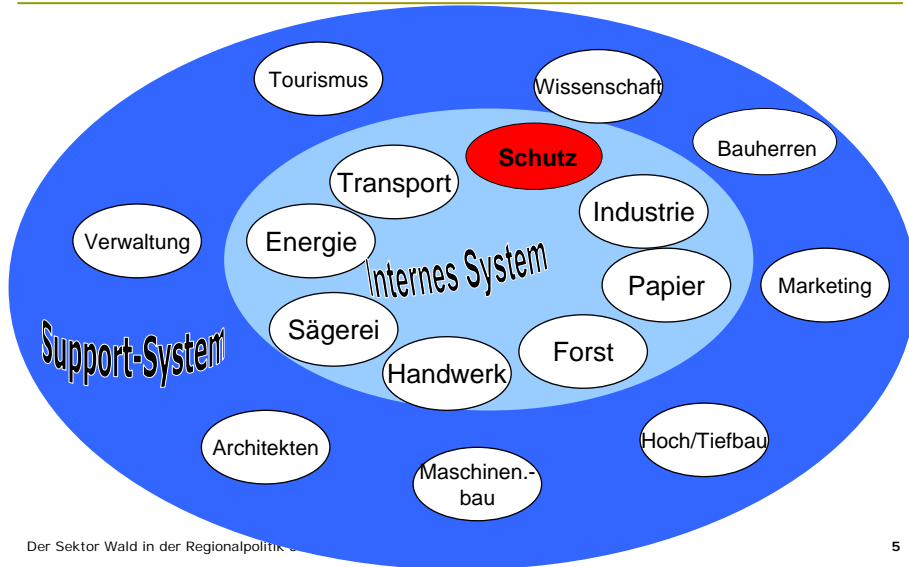 Tourismus
Wissenschaft
Bauherren
Schutz
Transport
Industrie
Verwaltung
Energie
Internes System
Papier
Marketing
Sägerei
Support-System
Forst
Handwerk
Architekten
Hoch/Tiefbau
Maschinen.-
bau
Der Sektor Wald in der Regionalpolitik
5